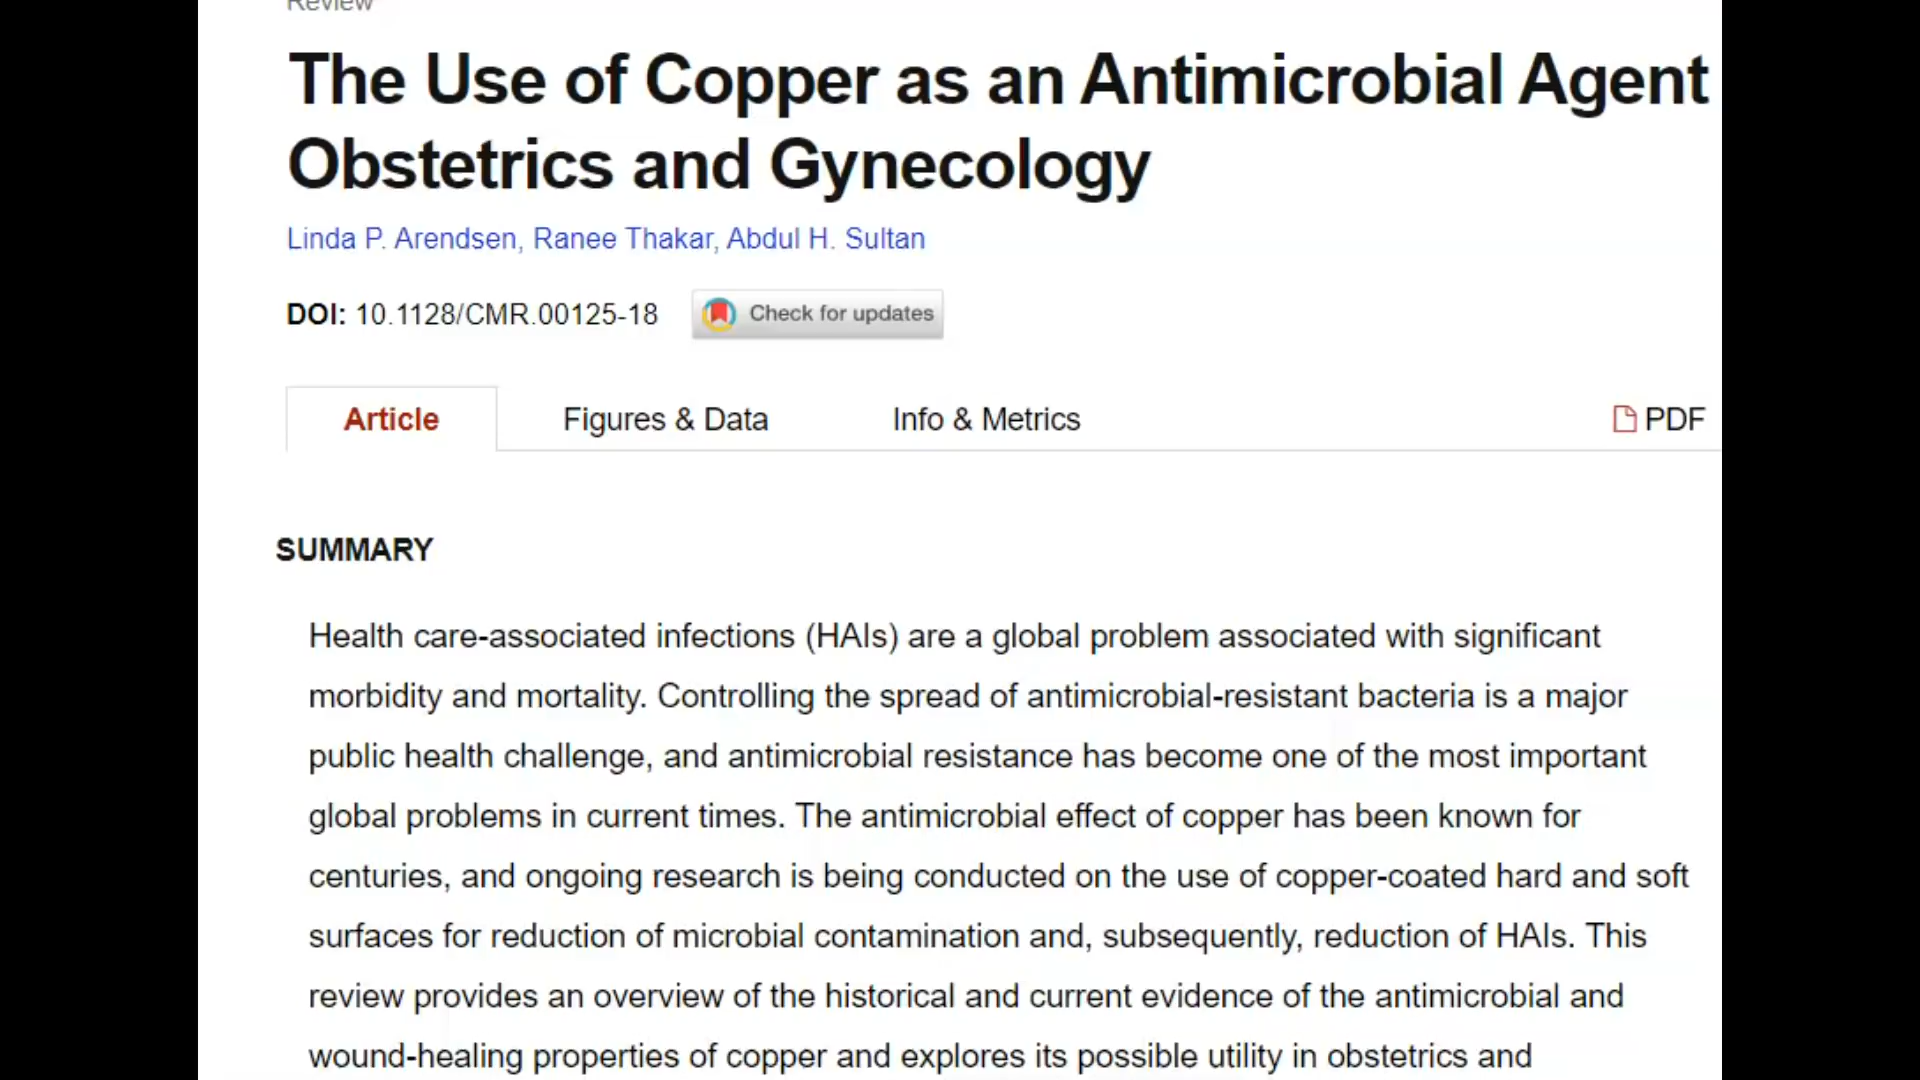 Review
The Use of Copper as an Antimicrobial Agent
Obstetrics and Gynecology
Linda P. Arendsen, Ranee Thakar, Abdul H. Sultan
DOI: 10.1128/CMR.00125-18 Check for updates
Article Figures & Data Info & Metrics PDF
SUMMARY
Health care-associated infections (HAIs) are a global problem associated with significant
morbidity and mortality. Controlling the spread of antimicrobial-resistant bacteria is a major
public health challenge, and antimicrobial resistance has become one of the most important
global problems in current times. The antimicrobial effect of copper has been known for
centuries, and ongoing research is being conducted on the use of copper-coated hard and soft
surfaces for reduction of microbial contamination and, subsequently, reduction of HAIs. This
review provides an overview of the historical and current evidence of the antimicrobial and
wound-healing properties of copper and explores its possible utility in obstetrics and